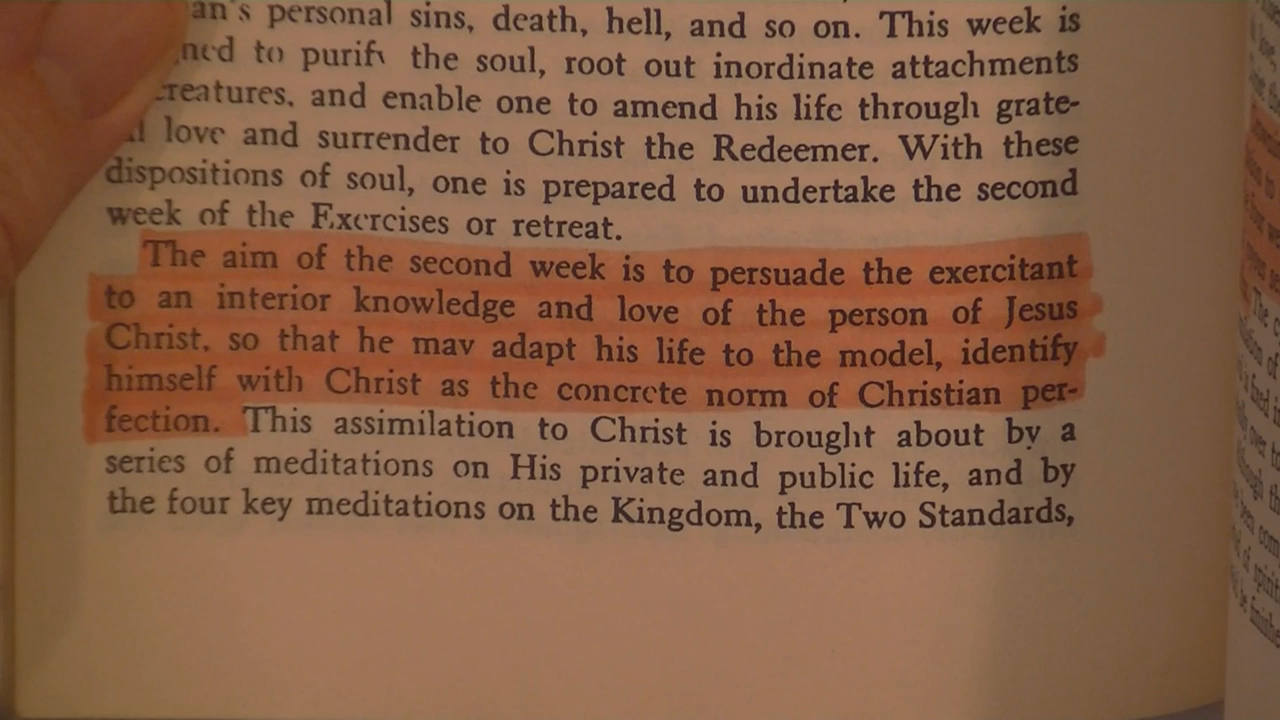 an's personal sins, death, hell, and so on. This week is
ned to purify the soul, root out inordinate attachments
creatures, and enable one to amend his life through grate-
love and surrender to Christ the Redeemer. With these
dispositions of soul, one is prepared to undertake the second
week of the Exercises or retreat.
The aim of the second week is to persuade the exercitant
to an interior knowledge and love of the person of Jesus
Christ, so that he may adapt his life to the model, identify
himself with Christ as the concrete norm of Christian per-
fection. This assimilation to Christ is brought about by a
series of meditations on His private and public life, and by
the four key meditations on the Kingdom, the Two Standards,